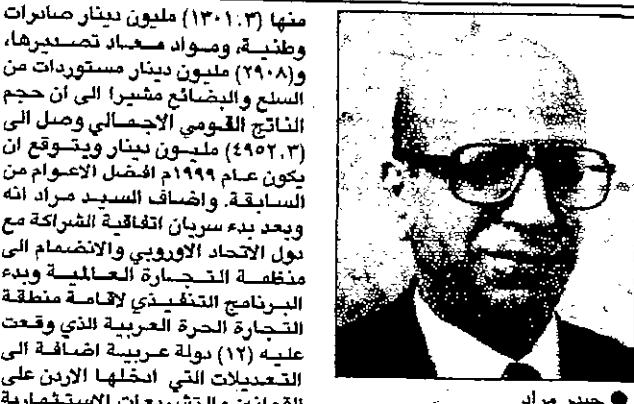 منها (١٣٠١.٣) مليون دينار صادرات
وطنية، ومواد معاد تصديرها،
و(٢٩٠٨) مليون دينار مستوردات من
السلع والبضائع مشيرا الى ان حجم
الناتج القومي الاجمالي وصل الى
(٤٩٥٢.٣) مليون دينار ويتوقع ان
يكون عام ١٩٩٩م افضل الاعوام من
السابقة. واضاف السيد مراد انه
وبعد بدء سريان اتفاقية الشراكة مع
دول الاتحاد الاوروبي والانضمام الى
منظمة التجارة العالمية وبدء
البرنامج التنفيذي لاقامة منطقة
التجارة الحرة العربية الذي وقعت
عليه (١٢) دولة عربية اضافة الى
التعديلات التي ادخلها الاردن على
القوانين والتشريعات الاستثمارية
● حيدر مراد